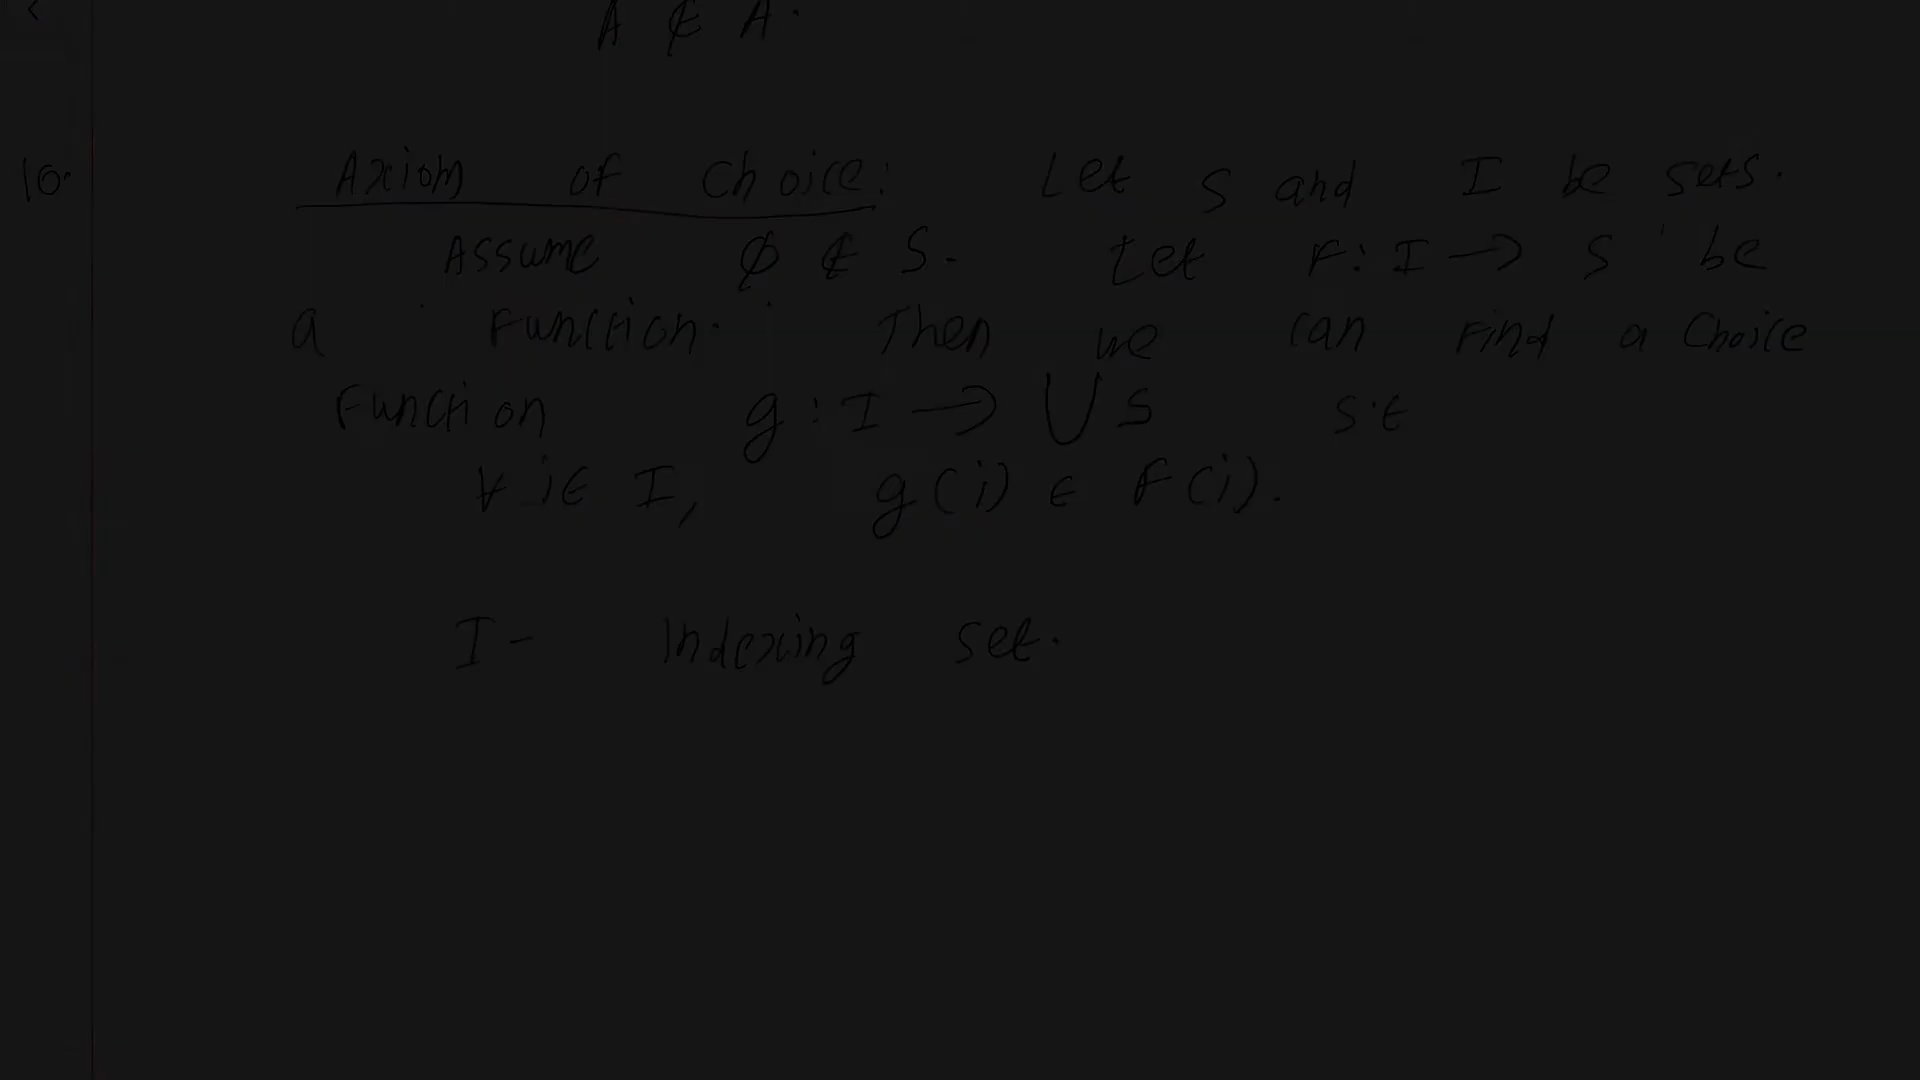 A ∉ A.
10. Axiom of Choice: Let S and I be sets.
Assume ∅ ∉ S. Let F: I → S be
a function. Then we can find a choice
function g: I → ⋃S s.t
∀ i ∈ I, g(i) ∈ F(i).
I - Indexing set.